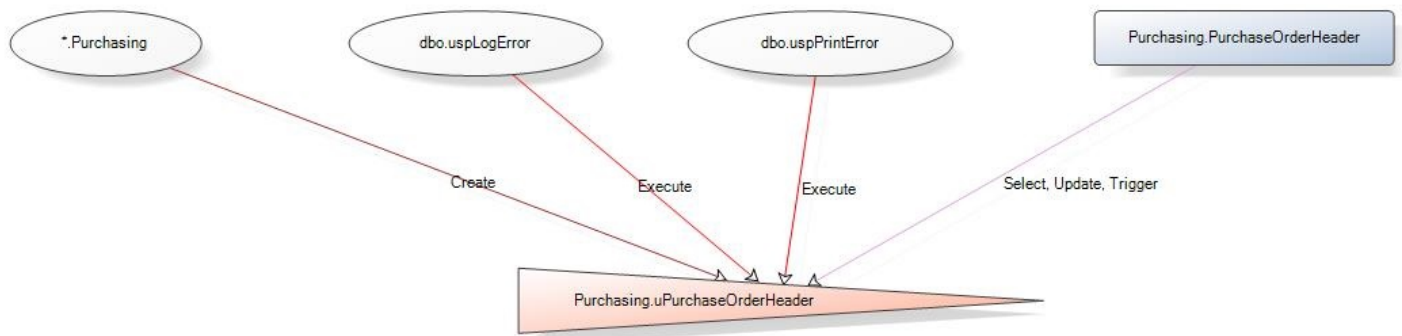 *.Purchasing
dbo.uspLogError
dbo.uspPrintError
Purchasing.PurchaseOrderHeader
Create
Execute
Execute
Select, Update, Trigger
Purchasing.uPurchaseOrderHeader